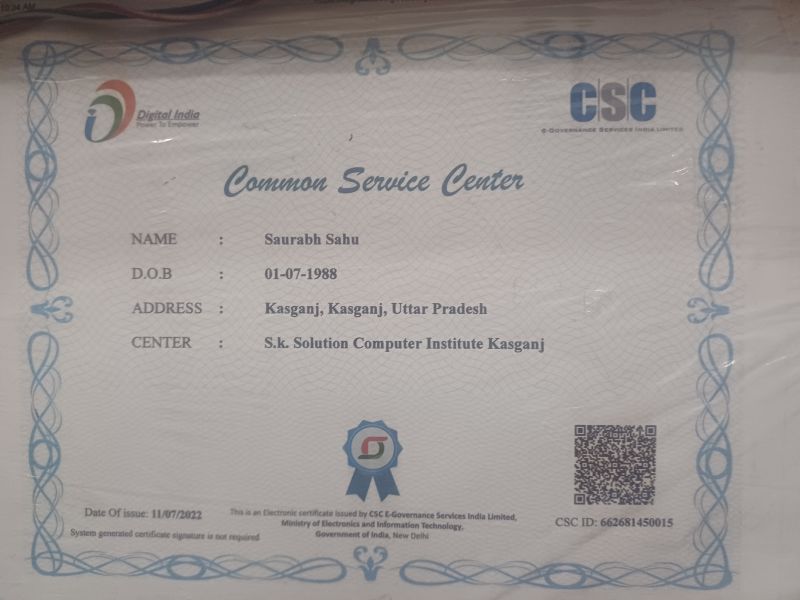 10:24 AM
Digital India
Power To Empower
CSC
E-GOVERNANCE SERVICES INDIA LIMITED
Common Service Center
NAME : Saurabh Sahu
D.O.B : 01-07-1988
ADDRESS : Kasganj, Kasganj, Uttar Pradesh
CENTER : S.k. Solution Computer Institute Kasganj
Date Of issue: 11/07/2022
System generated certificate signature is not required
This is an Electronic certificate issued by CSC E-Governance Services India Limited,
Ministry of Electronics and Information Technology,
Government of India, New Delhi
CSC ID: 662681450015